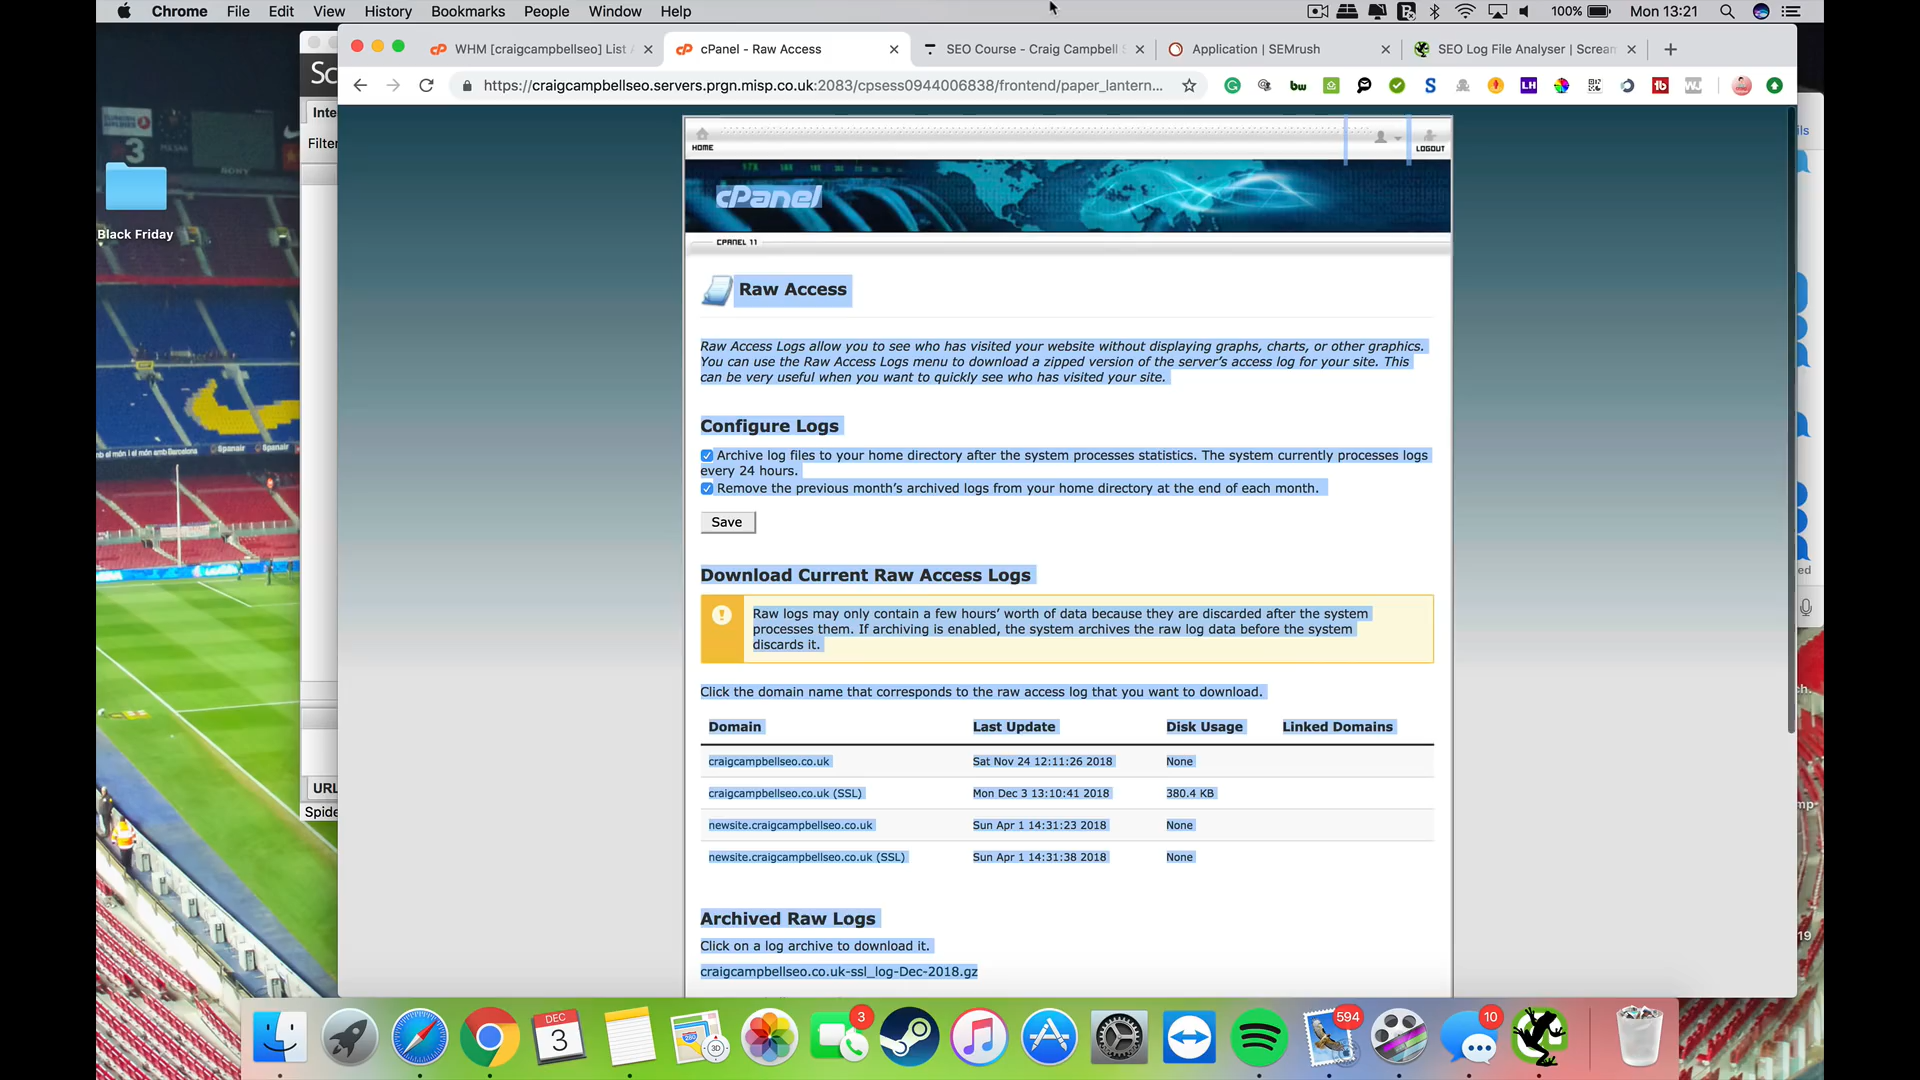 Chrome File Edit View History Bookmarks People Window Help
100% Mon 13:21
WHM [craigcampbellseo] List
cPanel - Raw Access
SEO Course - Craig Campbell
Application | SEMrush
SEO Log File Analyser | Scream
https://craigcampbellseo.servers.prgn.misp.co.uk:2083/cpsess0944006838/frontend/paper_lantern...
Sc
Inte
Filter
URL
Spide
3
SONY
Black Friday
Spanair
Spanair
HOME
LOGOUT
cPanel
CPANEL 11
Raw Access
Raw Access Logs allow you to see who has visited your website without displaying graphs, charts, or other graphics.
You can use the Raw Access Logs menu to download a zipped version of the server's access log for your site. This
can be very useful when you want to quickly see who has visited your site.
Configure Logs
Archive log files to your home directory after the system processes statistics. The system currently processes logs
every 24 hours.
Remove the previous month's archived logs from your home directory at the end of each month.
Save
Download Current Raw Access Logs
Raw logs may only contain a few hours' worth of data because they are discarded after the system
processes them. If archiving is enabled, the system archives the raw log data before the system
discards it.
Click the domain name that corresponds to the raw access log that you want to download.
Domain Last Update Disk Usage Linked Domains
craigcampbellseo.co.uk Sat Nov 24 12:11:26 2018 None
craigcampbellseo.co.uk (SSL) Mon Dec 3 13:10:41 2018 380.4 KB
newsite.craigcampbellseo.co.uk Sun Apr 1 14:31:23 2018 None
newsite.craigcampbellseo.co.uk (SSL) Sun Apr 1 14:31:38 2018 None
Archived Raw Logs
Click on a log archive to download it.
craigcampbellseo.co.uk-ssl_log-Dec-2018.gz
DEC
3
280
3D
3
594
10